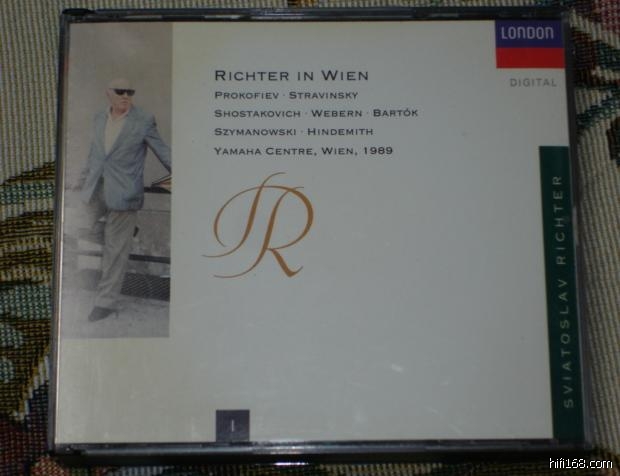 LONDON
DIGITAL
RICHTER IN WIEN
PROKOFIEV · STRAVINSKY
SHOSTAKOVICH · WEBERN · BARTÓK
SZYMANOWSKI · HINDEMITH
YAMAHA CENTRE, WIEN, 1989
R
SVIATOSLAV RICHTER
1
hifi168.com